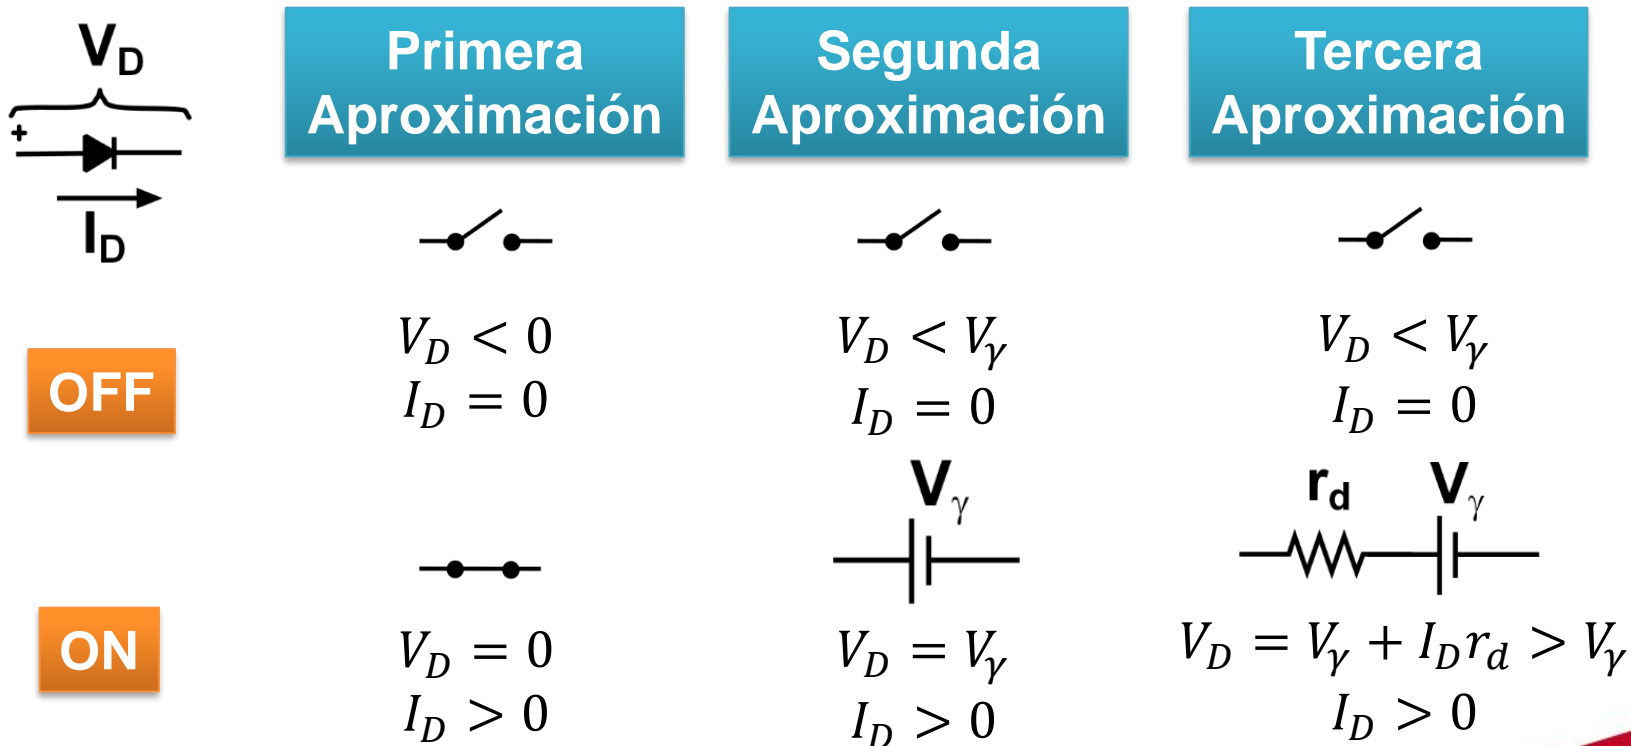 V_D
+
I_D
Primera
Aproximación
Segunda
Aproximación
Tercera
Aproximación
OFF
V_D < 0
I_D = 0
V_D < V_γ
I_D = 0
V_D < V_γ
I_D = 0
V_γ
r_d V_γ
ON
V_D = 0
I_D > 0
V_D = V_γ
I_D > 0
V_D = V_γ + I_D r_d > V_γ
I_D > 0